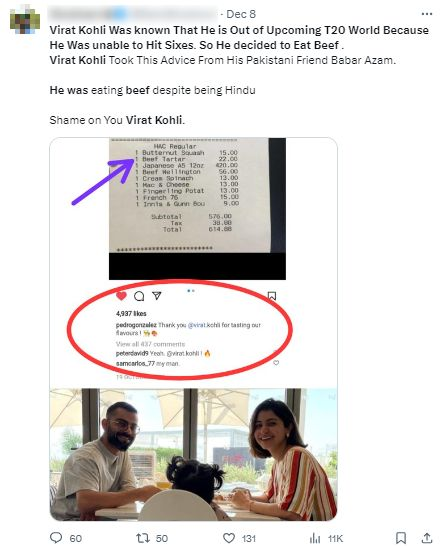 · Dec 8
Virat Kohli Was known That He is Out of Upcoming T20 World Because
He Was unable to Hit Sixes. So He decided to Eat Beef .
Virat Kohli Took This Advice From His Pakistani Friend Babar Azam.
He was eating beef despite being Hindu
Shame on You Virat Kohli.
HAC Regular
1 Butternut Squash 15.00
1 Beef Tartar 22.00
1 Japanese A5 12oz 420.00
1 Beef Wellington 56.00
1 Cream Spinach 13.00
1 Mac & Cheese 13.00
1 Fingerling Potat 13.00
1 French 76 15.00
1 Innis & Gunn Bou 9.00
Subtotal 576.00
Tax 38.88
Total 614.88
4,937 likes
pedrogonzalez Thank you @virat.kohli for tasting our
flavours !
View all 437 comments
peterdavid9 Yeah. @virat.kohli !
samcarlos_77 my man.
60 50 131 11K